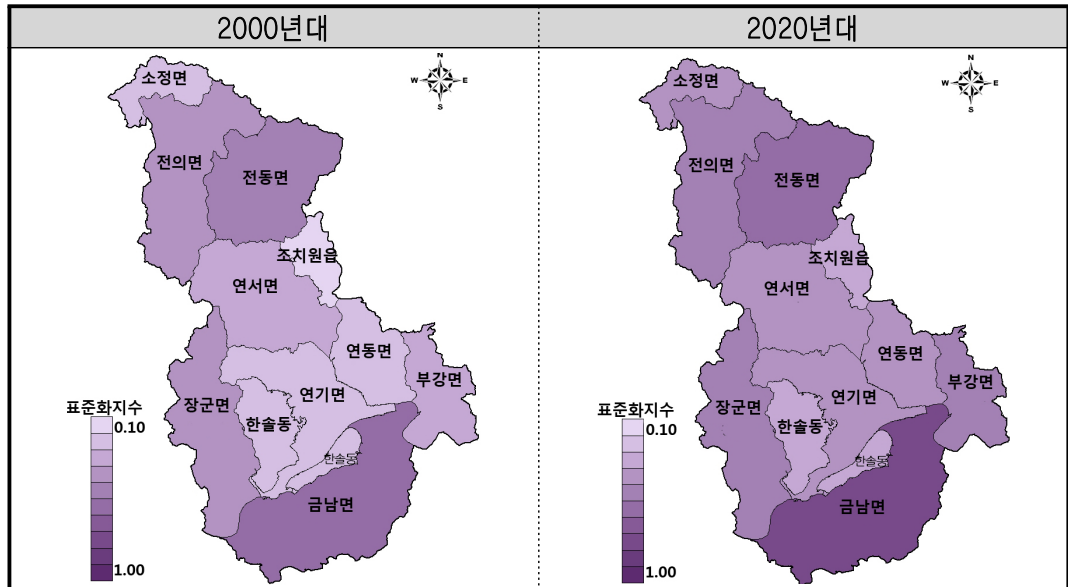 2000년대
2020년대
N
W E
S
소정면
전의면
전동면
조치원읍
연서면
연동면
부강면
연기면
장군면
한솔동
한솔동
금남면
표준화지수
0.10
1.00
N
W E
S
소정면
전의면
전동면
조치원읍
연서면
연동면
부강면
연기면
장군면
한솔동
한솔동
금남면
표준화지수
0.10
1.00